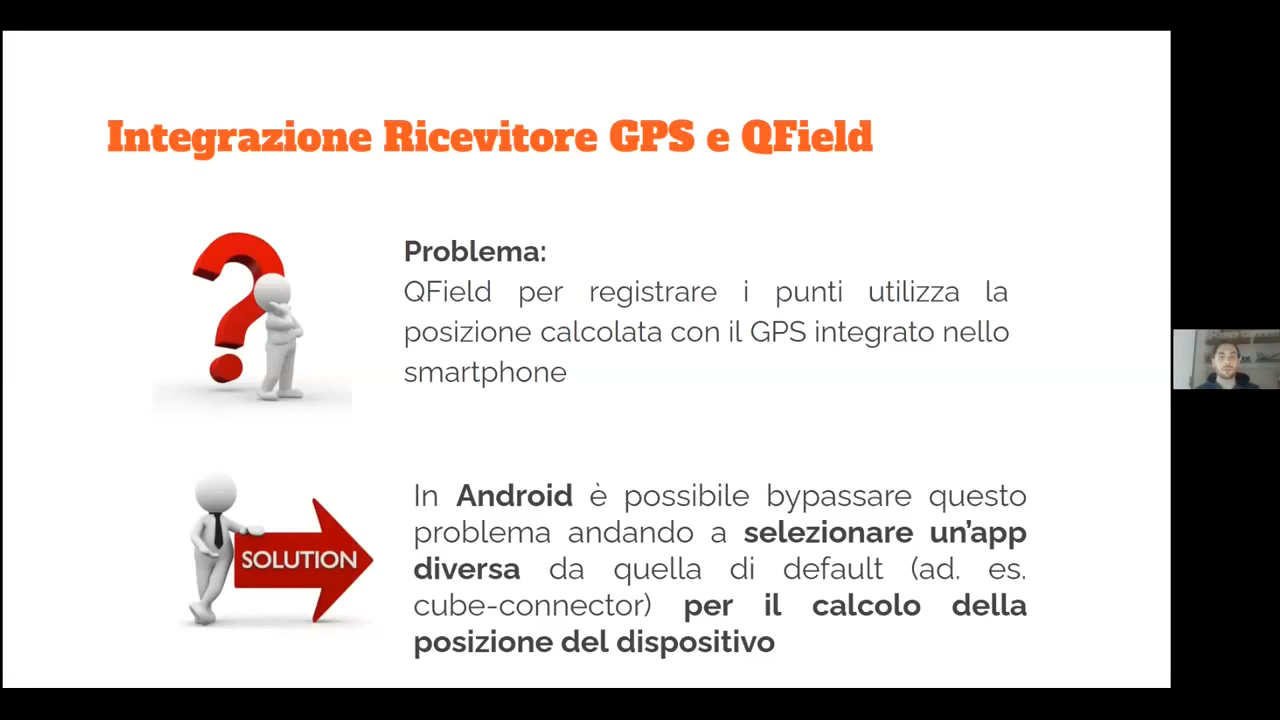 Integrazione Ricevitore GPS e QField
Problema:
QField per registrare i punti utilizza la
posizione calcolata con il GPS integrato nello
smartphone
SOLUTION
In Android è possibile bypassare questo
problema andando a selezionare un'app
diversa da quella di default (ad. es.
cube-connector) per il calcolo della
posizione del dispositivo